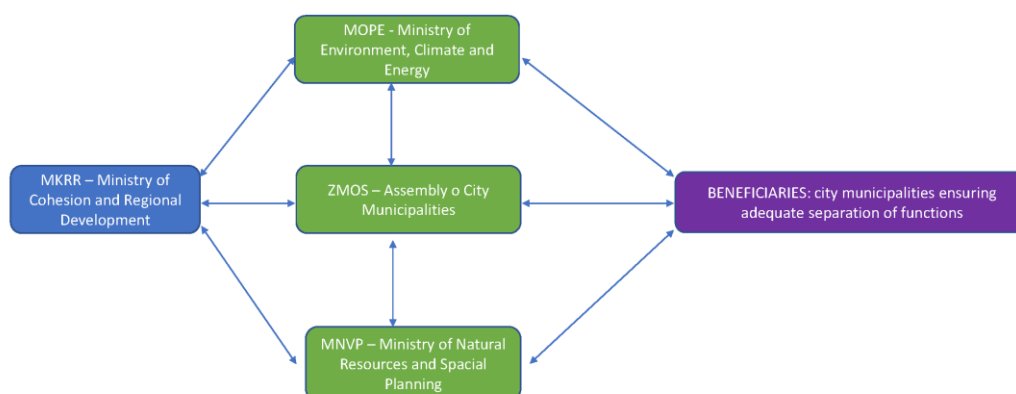 MOPE - Ministry of
Environment, Climate and
Energy
MKRR – Ministry of
Cohesion and Regional
Development
ZMOS – Assembly o City
Municipalities
BENEFICIARIES: city municipalities ensuring
adequate separation of functions
MNVP – Ministry of Natural
Resources and Spacial
Planning